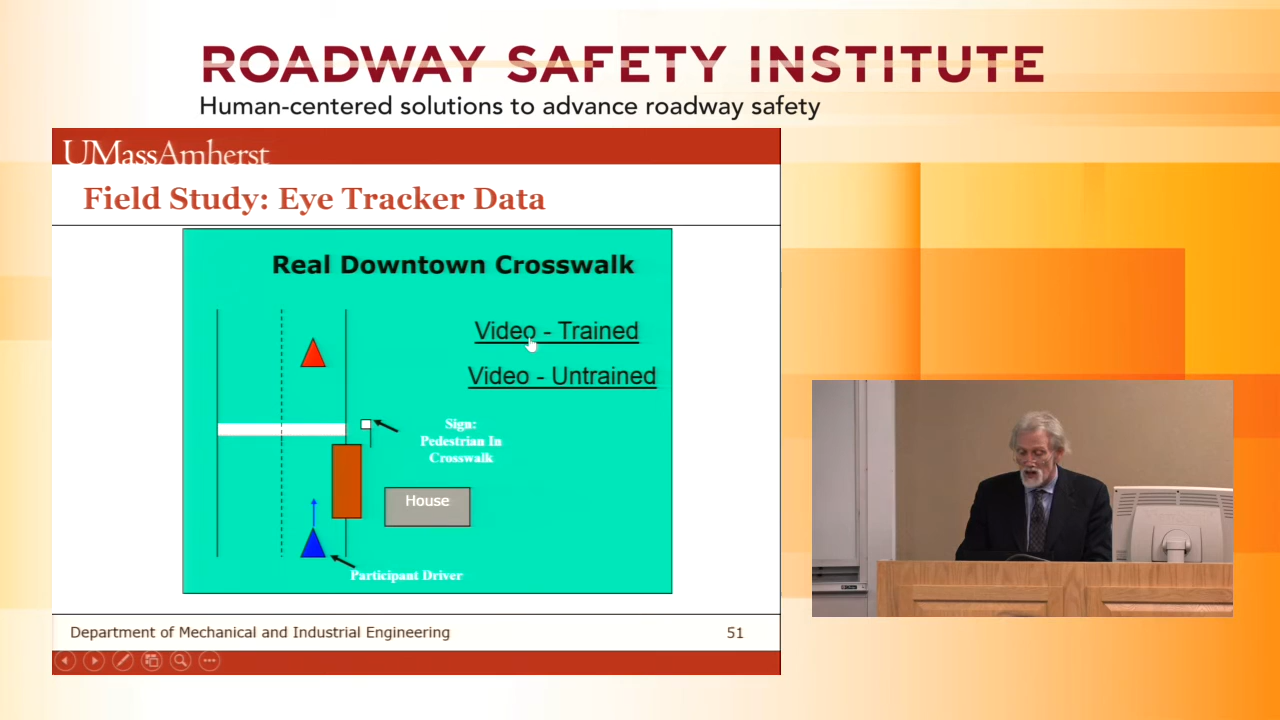 ROADWAY SAFETY INSTITUTE
Human-centered solutions to advance roadway safety
UMassAmherst
Field Study: Eye Tracker Data
Real Downtown Crosswalk
Video - Trained
Video - Untrained
Sign:
Pedestrian In
Crosswalk
House
Participant Driver
Department of Mechanical and Industrial Engineering
51